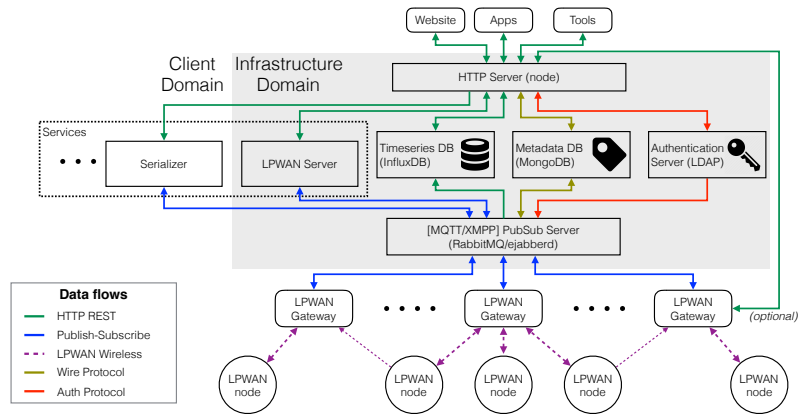 Website
Apps
Tools
Client
Domain
Infrastructure
Domain
HTTP Server (node)
Services
Serializer
LPWAN Server
Timeseries DB
(InfluxDB)
Metadata DB
(MongoDB)
Authentication
Server (LDAP)
[MQTT/XMPP] PubSub Server
(RabbitMQ/ejabberd)
LPWAN
Gateway
LPWAN
Gateway
LPWAN
Gateway
(optional)
Data flows
HTTP REST
Publish-Subscribe
LPWAN Wireless
Wire Protocol
Auth Protocol
LPWAN
node
LPWAN
node
LPWAN
node
LPWAN
node
LPWAN
node